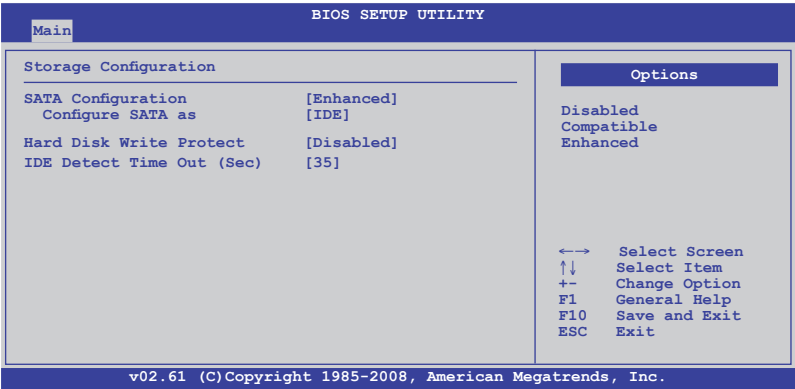 BIOS SETUP UTILITY
Main
Storage Configuration
SATA Configuration [Enhanced]
Configure SATA as [IDE]
Hard Disk Write Protect [Disabled]
IDE Detect Time Out (Sec) [35]
Options
Disabled
Compatible
Enhanced
←→ Select Screen
↑↓ Select Item
+- Change Option
F1 General Help
F10 Save and Exit
ESC Exit
v02.61 (C)Copyright 1985-2008, American Megatrends, Inc.